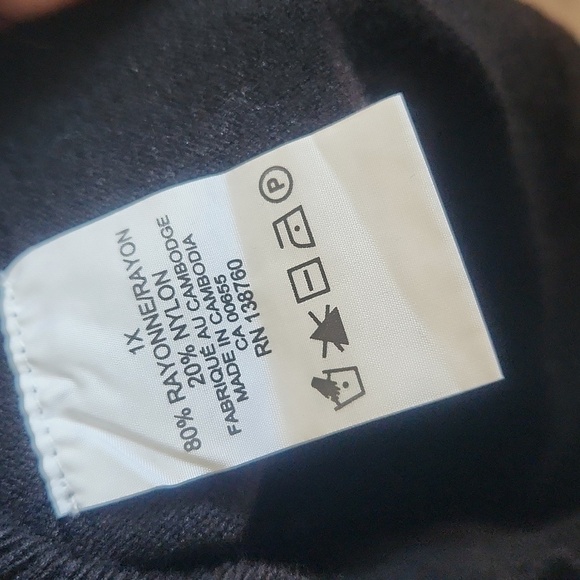 1X
80% RAYONNE/RAYON
20% NYLON
FABRIQUÉ AU CAMBODGE
MADE IN CAMBODIA
CA 00655
RN 138760
P